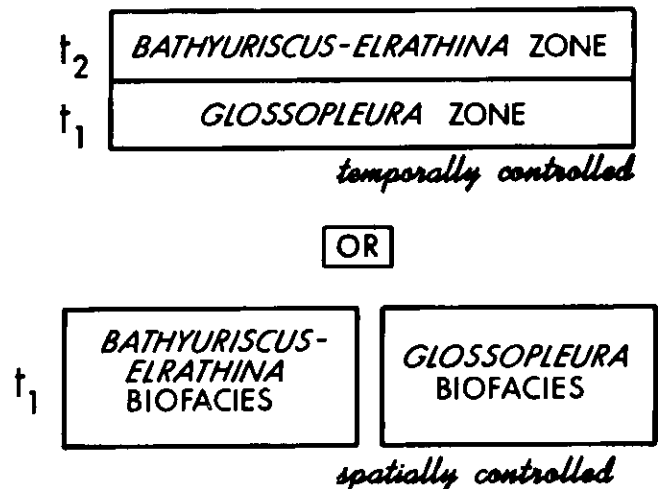 t2 BATHYURISCUS-ELRATHINA ZONE
t1 GLOSSOPLEURA ZONE
temporally controlled
OR
t1
BATHYURISCUS-
ELRATHINA
BIOFACIES
GLOSSOPLEURA
BIOFACIES
spatially controlled